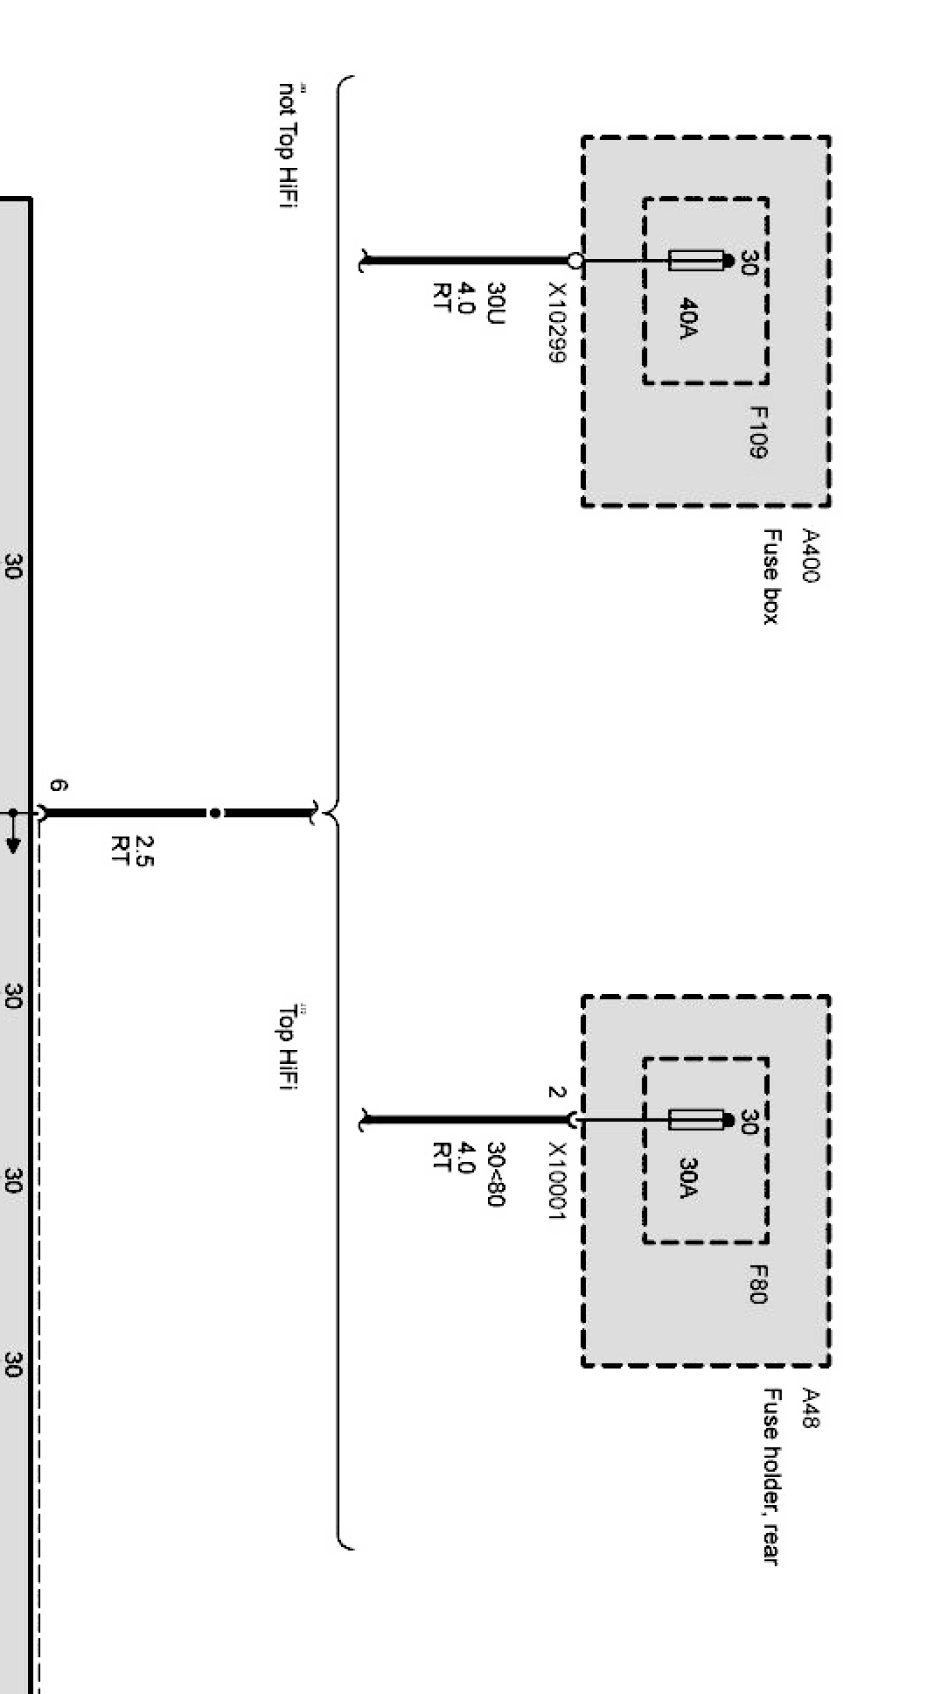 A400
Fuse box
F109
30
40A
X10299
30U
4.0
RT
not Top HiFi
A48
Fuse holder, rear
F80
30
30A
2
X10001
30<80
4.0
RT
Top HiFi
2.5
RT
6
30
30
30
30